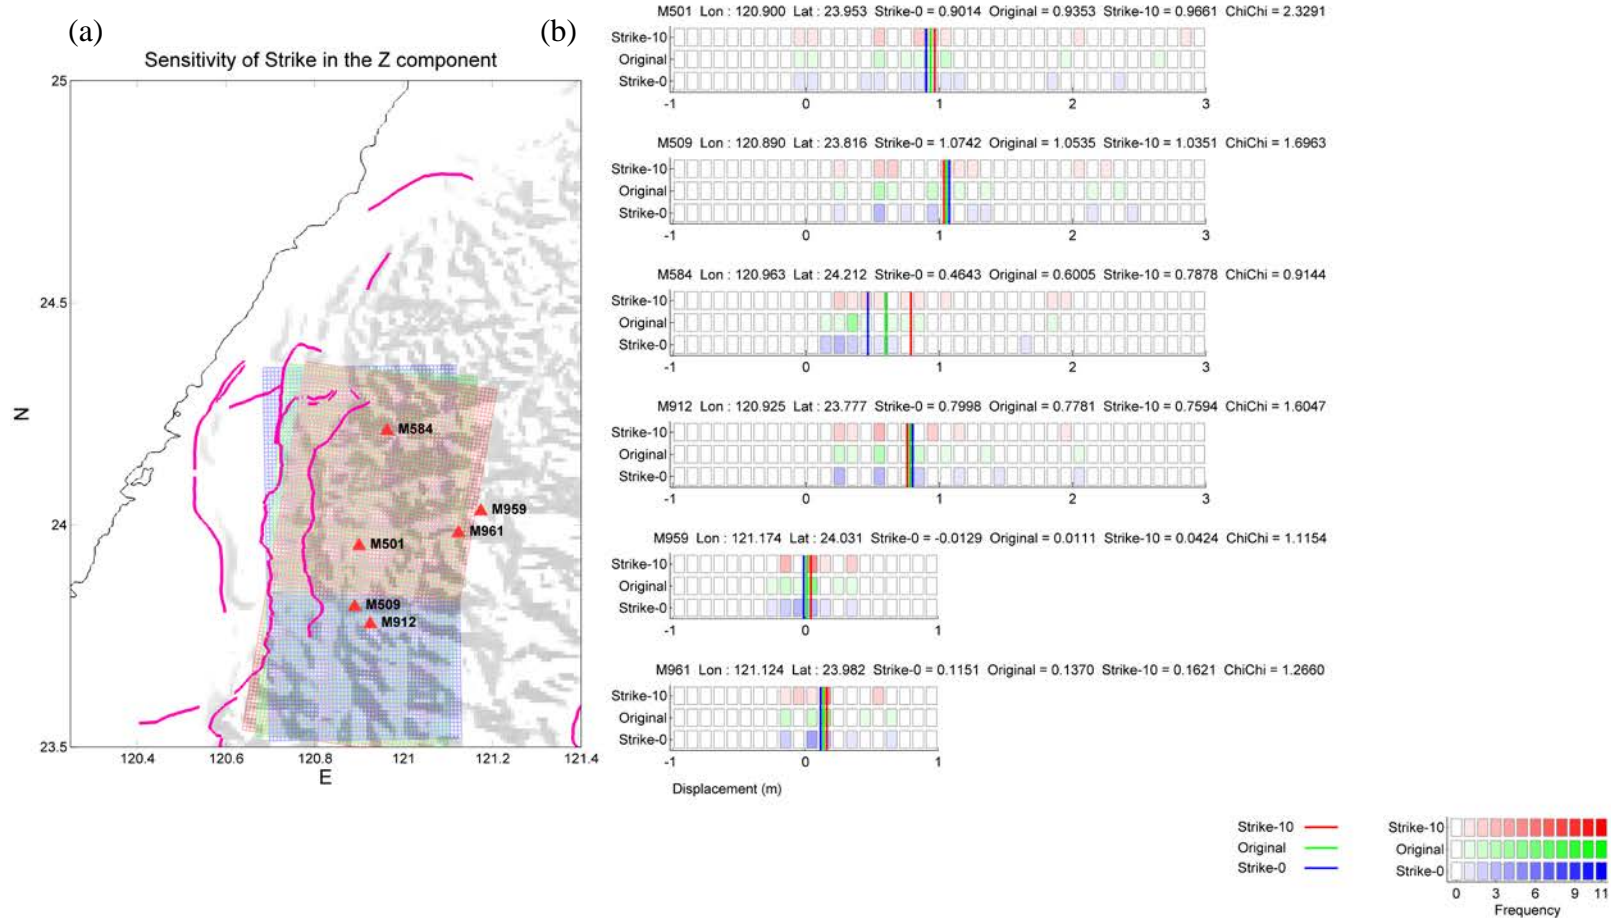 (a)
Sensitivity of Strike in the Z component
25
24.5
N
24
23.5
120.4 120.6 120.8 121 121.2 121.4
E
M584
M959
M961
M501
M509
M912
(b)
M501 Lon : 120.900 Lat : 23.953 Strike-0 = 0.9014 Original = 0.9353 Strike-10 = 0.9661 ChiChi = 2.3291
Strike-10
Original
Strike-0
-1 0 1 2 3
M509 Lon : 120.890 Lat : 23.816 Strike-0 = 1.0742 Original = 1.0535 Strike-10 = 1.0351 ChiChi = 1.6963
Strike-10
Original
Strike-0
-1 0 1 2 3
M584 Lon : 120.963 Lat : 24.212 Strike-0 = 0.4643 Original = 0.6005 Strike-10 = 0.7878 ChiChi = 0.9144
Strike-10
Original
Strike-0
-1 0 1 2 3
M912 Lon : 120.925 Lat : 23.777 Strike-0 = 0.7998 Original = 0.7781 Strike-10 = 0.7594 ChiChi = 1.6047
Strike-10
Original
Strike-0
-1 0 1 2 3
M959 Lon : 121.174 Lat : 24.031 Strike-0 = -0.0129 Original = 0.0111 Strike-10 = 0.0424 ChiChi = 1.1154
Strike-10
Original
Strike-0
-1 0 1
M961 Lon : 121.124 Lat : 23.982 Strike-0 = 0.1151 Original = 0.1370 Strike-10 = 0.1621 ChiChi = 1.2660
Strike-10
Original
Strike-0
-1 0 1
Displacement (m)
Strike-10
Original
Strike-0
Strike-10
Original
Strike-0
0 3 6 9 11
Frequency